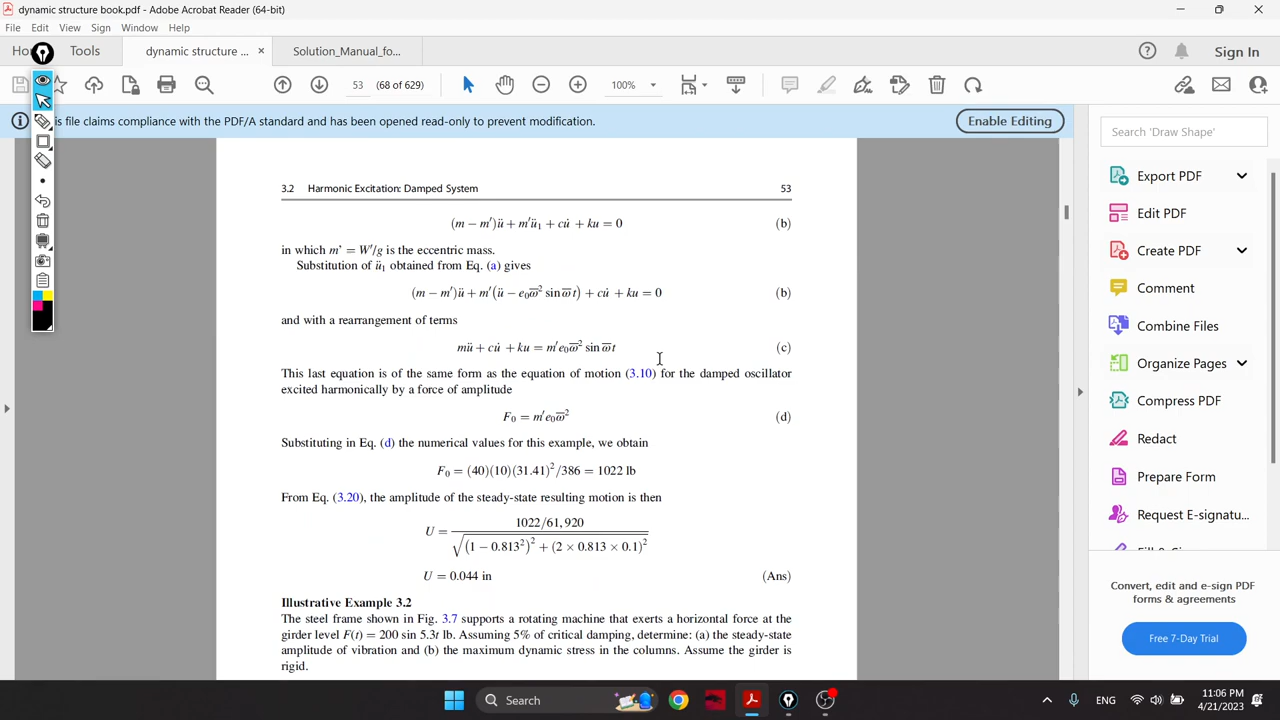 dynamic structure book.pdf - Adobe Acrobat Reader (64-bit)
File Edit View Sign Window Help
Tools dynamic structure ... × Solution_Manual_fo... Sign In
53 (68 of 629) 100%
is file claims compliance with the PDF/A standard and has been opened read-only to prevent modification. Enable Editing
3.2 Harmonic Excitation: Damped System 53
(m − m′)ü + m′ü₁ + cu̇ + ku = 0 (b)
in which m' = W′/g is the eccentric mass.
Substitution of ü₁ obtained from Eq. (a) gives
(m − m′)ü + m′(ü − e₀ω̅² sin ω̅ t) + cu̇ + ku = 0 (b)
and with a rearrangement of terms
mü + cu̇ + ku = m′e₀ω̅² sin ω̅ t (c)
This last equation is of the same form as the equation of motion (3.10) for the damped oscillator
excited harmonically by a force of amplitude
F₀ = m′e₀ω̅² (d)
Substituting in Eq. (d) the numerical values for this example, we obtain
F₀ = (40)(10)(31.41)²/386 = 1022 lb
From Eq. (3.20), the amplitude of the steady-state resulting motion is then
U = 1022/61,920
√((1 − 0.813²)² + (2 × 0.813 × 0.1)²)
U = 0.044 in (Ans)
Illustrative Example 3.2
The steel frame shown in Fig. 3.7 supports a rotating machine that exerts a horizontal force at the
girder level F(t) = 200 sin 5.3t lb. Assuming 5% of critical damping, determine: (a) the steady-state
amplitude of vibration and (b) the maximum dynamic stress in the columns. Assume the girder is
rigid.
Search 'Draw Shape'
Export PDF
Edit PDF
Create PDF
Comment
Combine Files
Organize Pages
Compress PDF
Redact
Prepare Form
Request E-signatu...
Convert, edit and e-sign PDF
forms & agreements
Free 7-Day Trial
Search
ENG
11:06 PM
4/21/2023